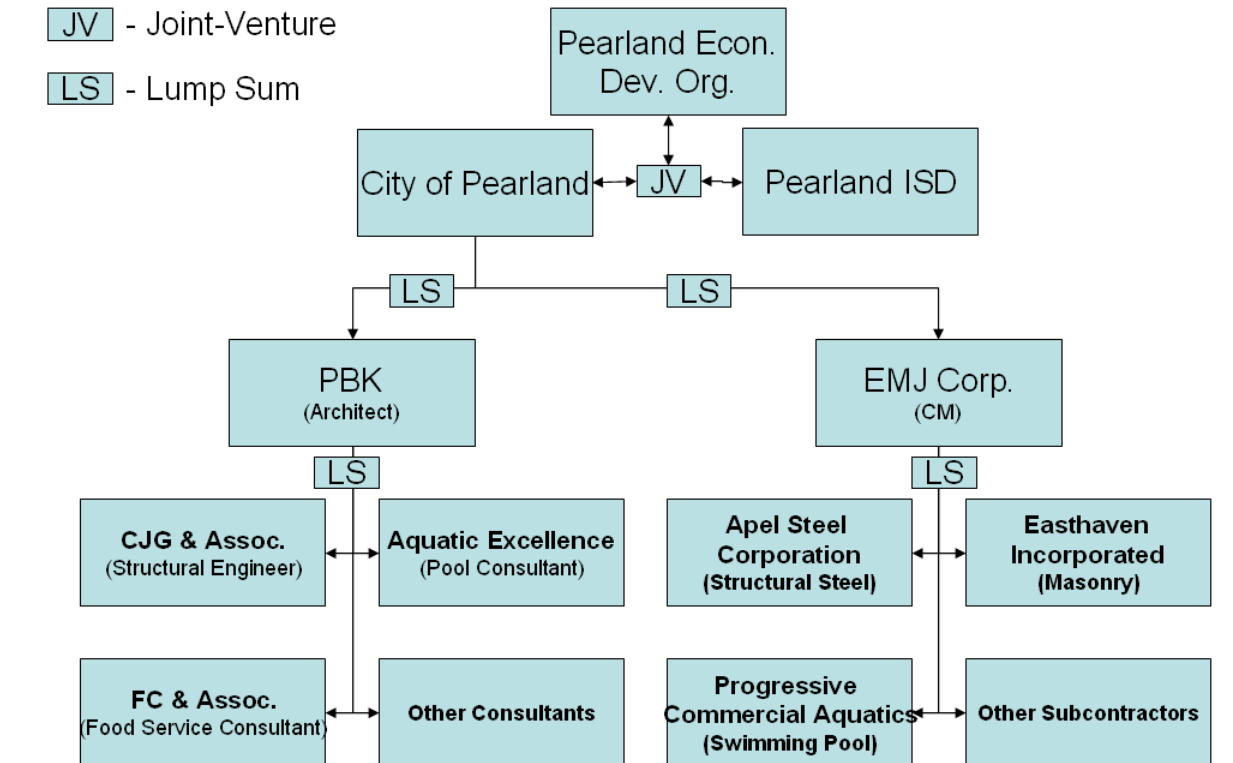 JV - Joint-Venture
LS - Lump Sum
Pearland Econ.
Dev. Org.
City of Pearland
JV
Pearland ISD
LS
LS
PBK
(Architect)
EMJ Corp.
(CM)
LS
LS
CJG & Assoc.
(Structural Engineer)
Aquatic Excellence
(Pool Consultant)
Apel Steel
Corporation
(Structural Steel)
Easthaven
Incorporated
(Masonry)
FC & Assoc.
(Food Service Consultant)
Other Consultants
Progressive
Commercial Aquatics
(Swimming Pool)
Other Subcontractors